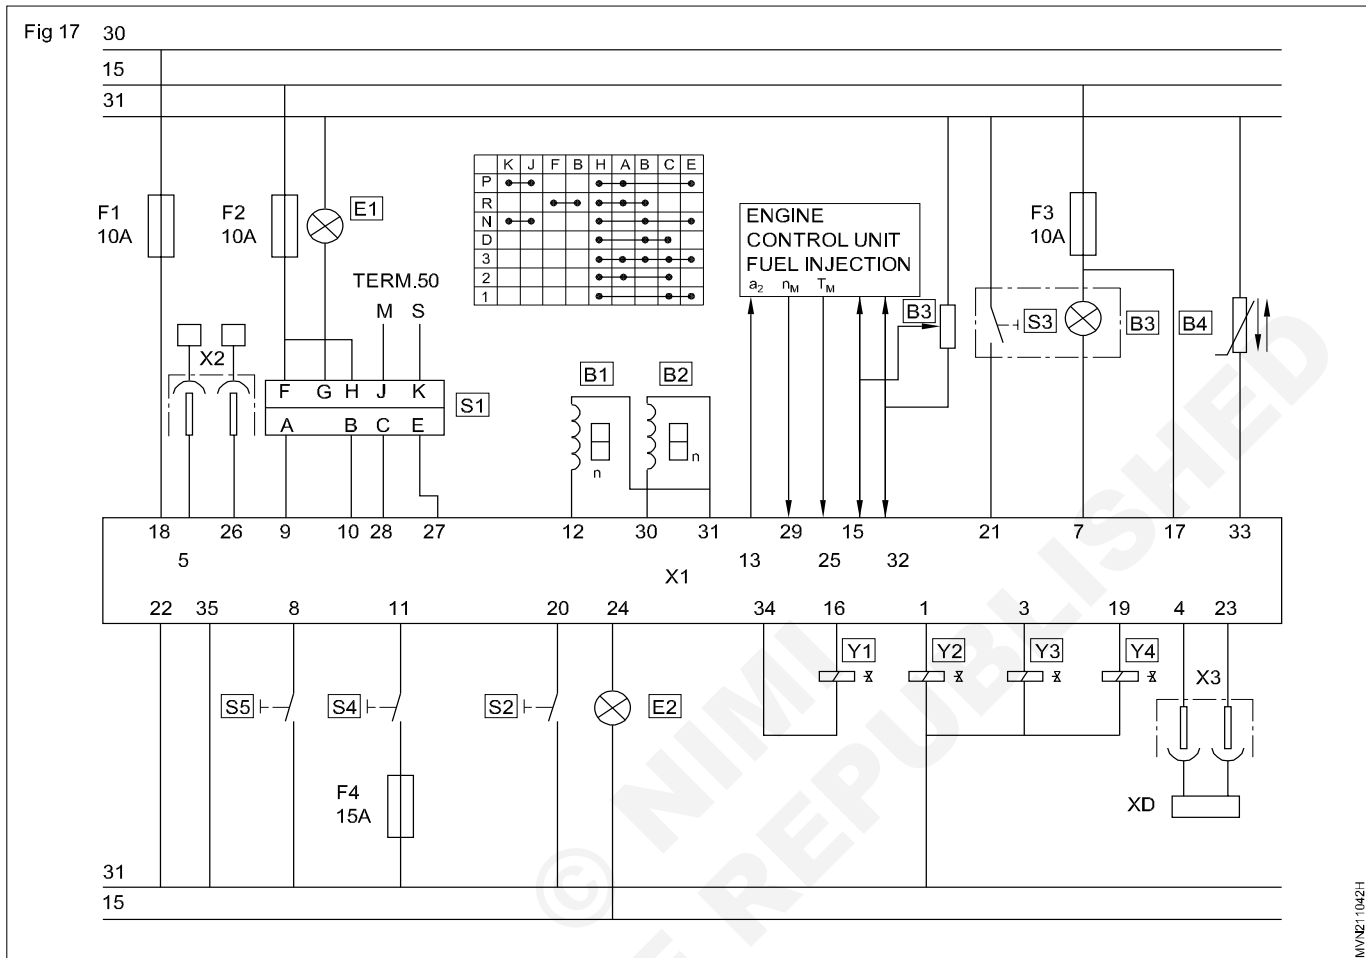 Fig 17 30
15
31
K J F B H A B C E
P
R
N
D
3
2
1
F1
10A
F2
10A
E1
TERM.50
M S
X2
F G H J K
A B C E
S1
B1
n
B2
n
ENGINE
CONTROL UNIT
FUEL INJECTION
a2 nM TM
B3
S3
F3
10A
B3
B4
18 26 9 10 28 27 12 30 31 29 15 21 7 17 33
5 13 25 32
X1
22 35 8 11 20 24 34 16 1 3 19 4 23
S5
S4
S2
E2
Y1
Y2
Y3
Y4
X3
F4
15A
XD
31
15
© NIMI
BE REPUBLISHED
MVN211042H